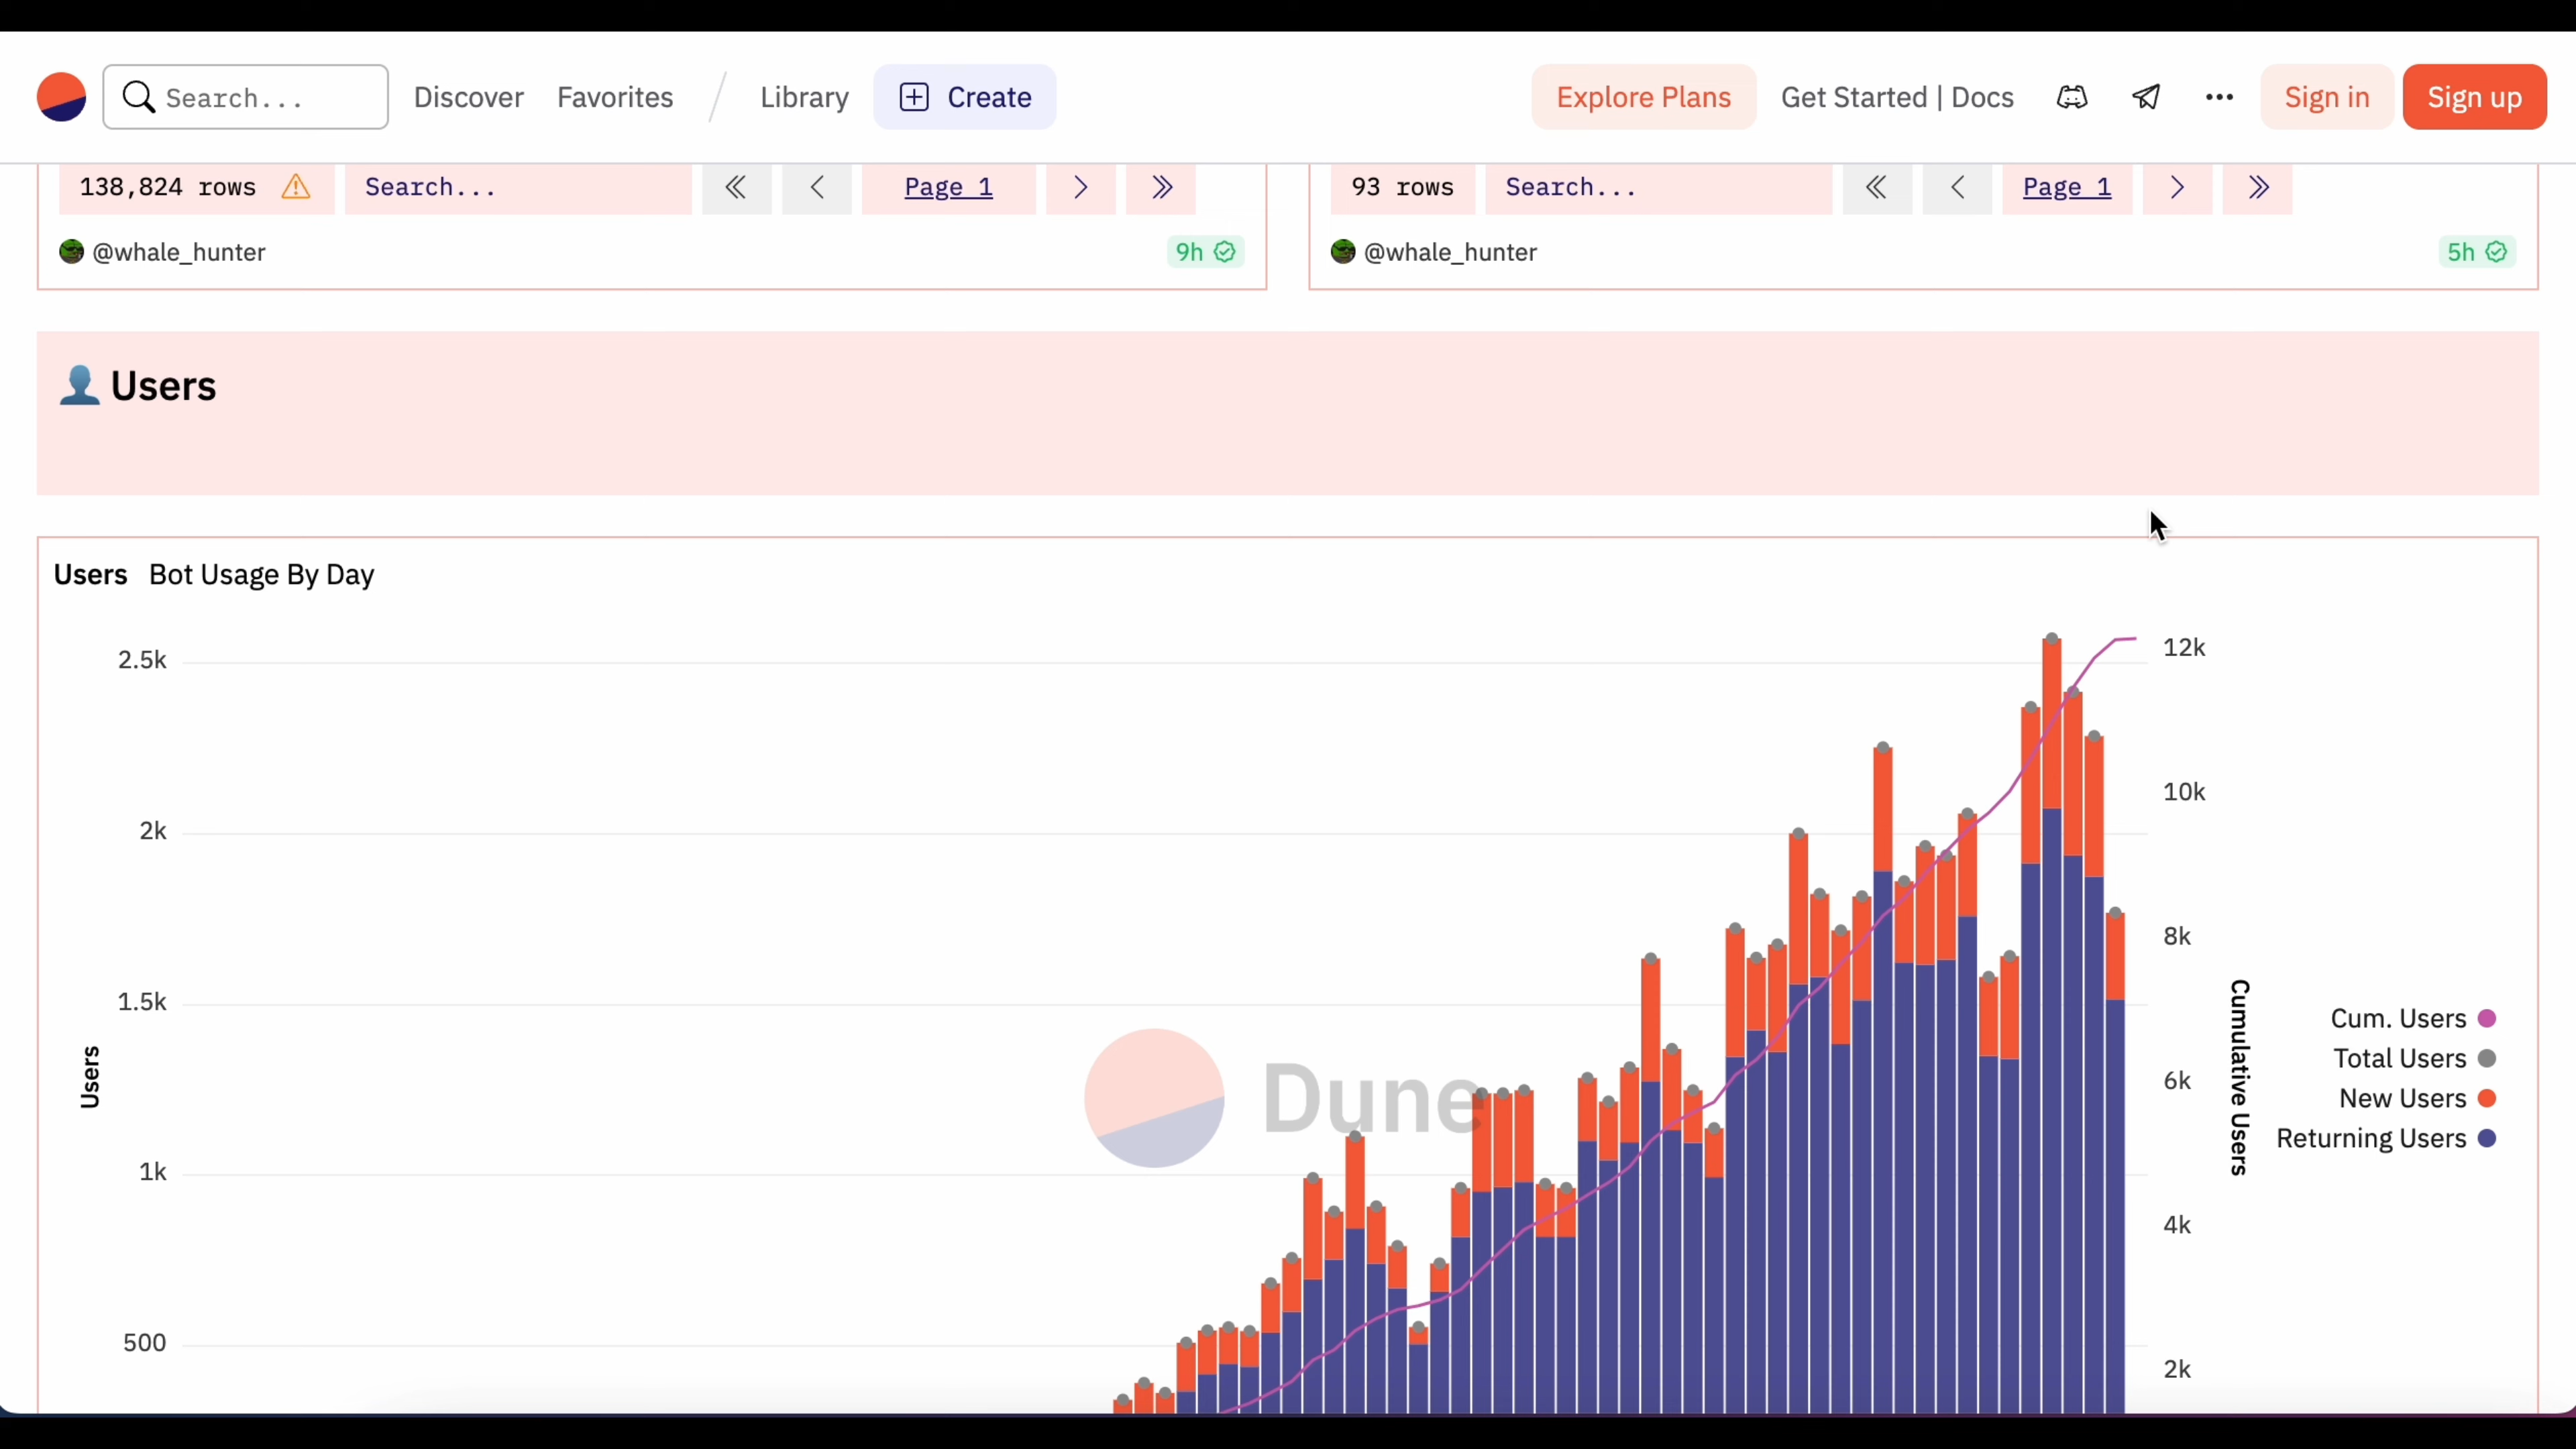 Search... Discover Favorites Library Create Explore Plans Get Started | Docs Sign in Sign up
138,824 rows Search... Page 1 93 rows Search... Page 1
@whale_hunter 9h @whale_hunter 5h
Users
Users Bot Usage By Day
2.5k
2k
1.5k
1k
500
Users
Dune
12k
10k
8k
6k
4k
2k
Cumulative Users
Cum. Users
Total Users
New Users
Returning Users